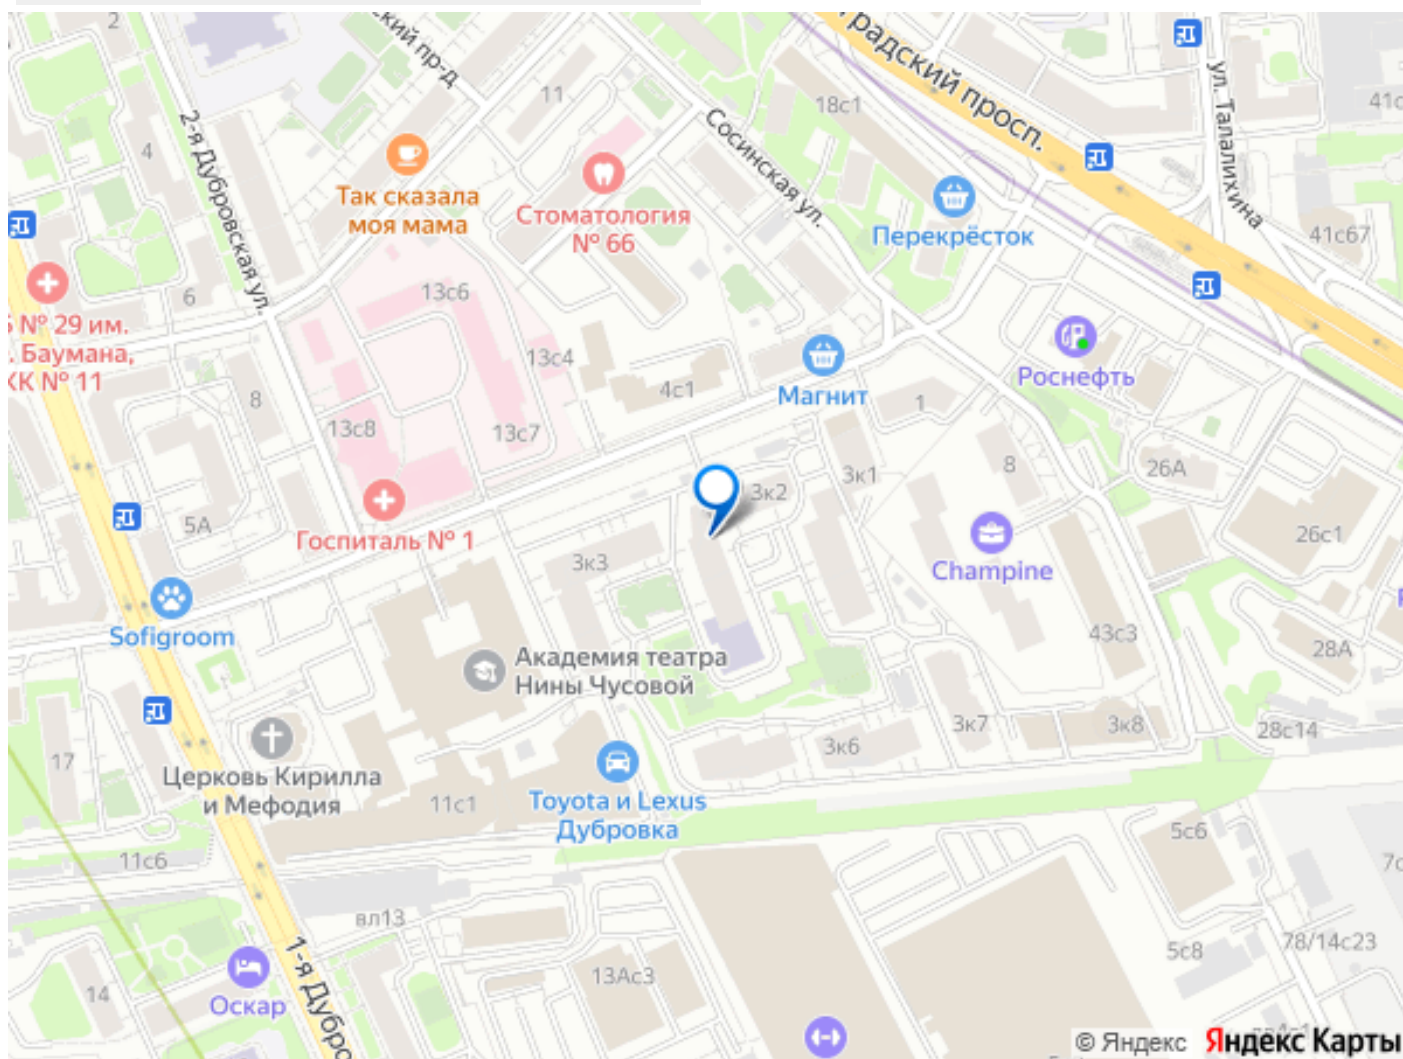 2
ский пр-д
11
18с1
градский просп.
ул. Талалихина
41с
2-я Дубровская ул.
4
Сосинская ул.
Так сказала
моя мама
Стоматология
№ 66
Перекрёсток
41с67
6
13с6
№ 29 им.
. Баумана,
КК № 11
13с4
Роснефть
4с1
Магнит
8
1
13с8
13с7
3к1
8
26А
3к2
5А
Госпиталь № 1
26с1
3к3
Champine
Sofigroom
43с3
28А
Академия театра
Нины Чусовой
3к7
3к8
28с14
3к6
17
Церковь Кирилла
и Мефодия
11с1
Toyota и Lexus
Дубровка
5с6
11с6
7с
вл13
78/14с23
5с8
1-я Дубро
13Ас3
14
Оскар
© Яндекс Яндекс Карты